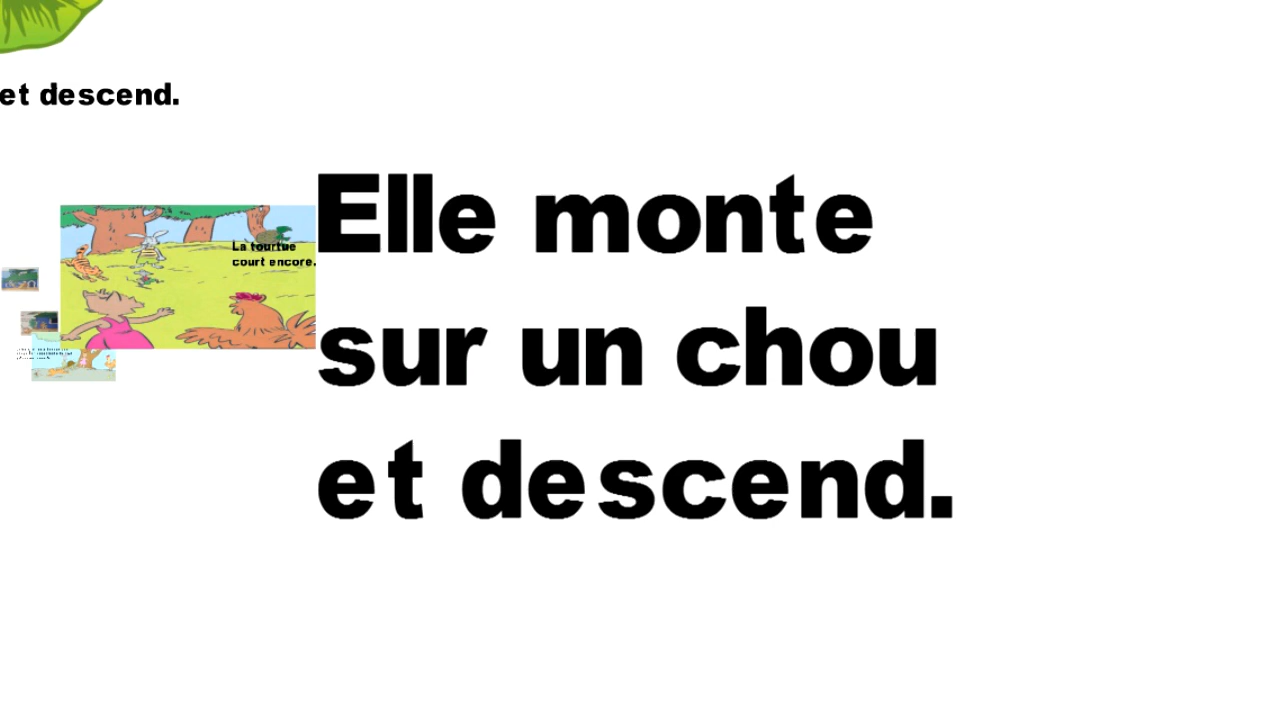 et descend.
La tourtue
court encore.
Elle monte
sur un chou
et descend.